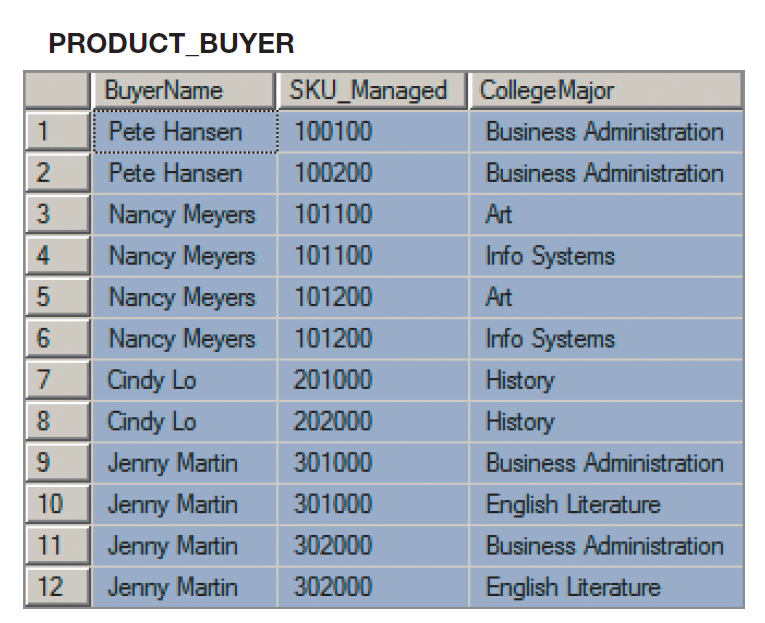 PRODUCT_BUYER
BuyerName SKU_Managed CollegeMajor
1 Pete Hansen 100100 Business Administration
2 Pete Hansen 100200 Business Administration
3 Nancy Meyers 101100 Art
4 Nancy Meyers 101100 Info Systems
5 Nancy Meyers 101200 Art
6 Nancy Meyers 101200 Info Systems
7 Cindy Lo 201000 History
8 Cindy Lo 202000 History
9 Jenny Martin 301000 Business Administration
10 Jenny Martin 301000 English Literature
11 Jenny Martin 302000 Business Administration
12 Jenny Martin 302000 English Literature